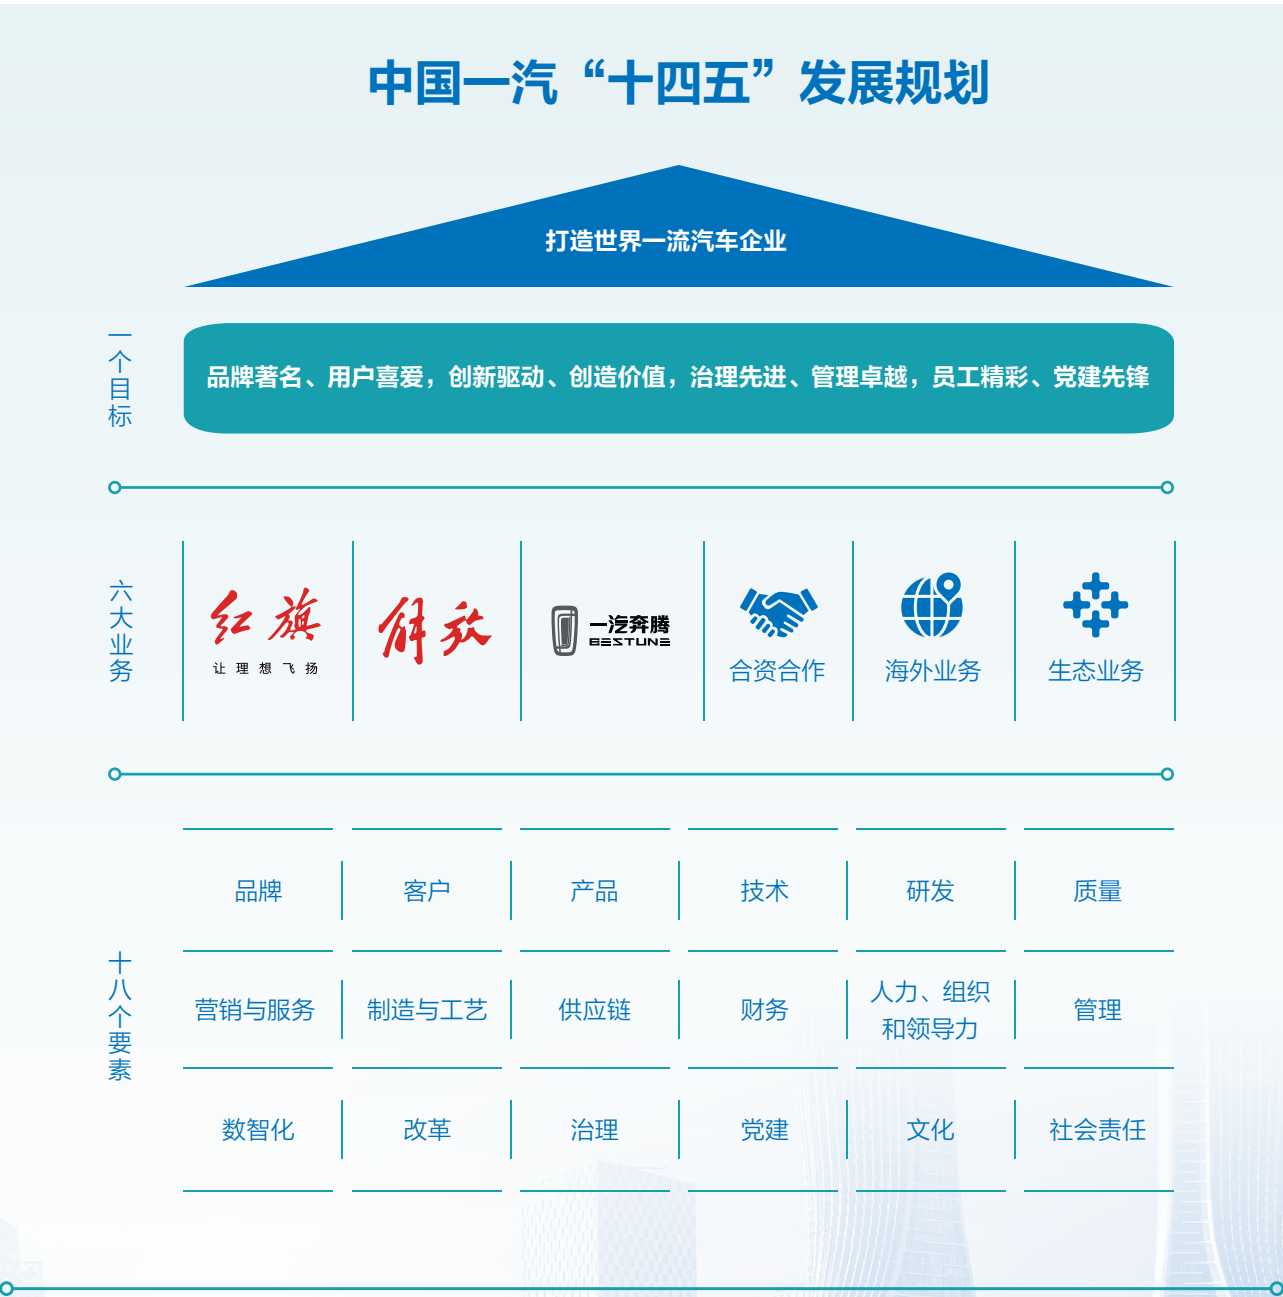 中国一汽“十四五”发展规划
打造世界一流汽车企业
一个目标
品牌著名、用户喜爱，创新驱动、创造价值，治理先进、管理卓越，员工精彩、党建先锋
六大业务
红旗
让理想飞扬
解放
一汽奔腾
BESTUNE
合资合作
海外业务
生态业务
十八个要素
品牌
客户
产品
技术
研发
质量
营销与服务
制造与工艺
供应链
财务
人力、组织
和领导力
管理
数智化
改革
治理
党建
文化
社会责任